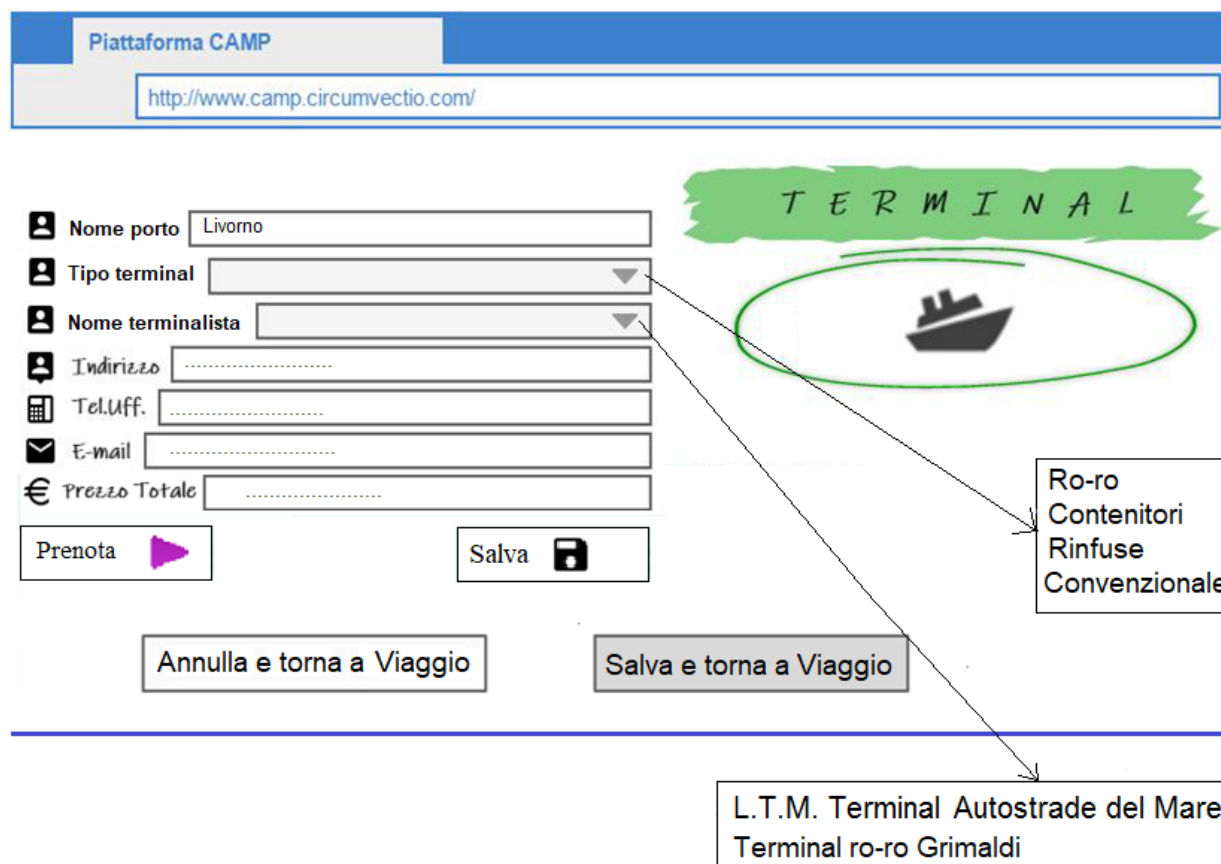 Piattaforma CAMP
http://www.camp.circumvectio.com/
TERMINAL
Nome porto Livorno
Tipo terminal
Nome terminalista
Indirizzo ..........................
Tel.Uff. ..........................
E-mail ............................
€ Prezzo Totale .......................
Prenota
Salva
Ro-ro
Contenitori
Rinfuse
Convenzionale
Annulla e torna a Viaggio
Salva e torna a Viaggio
L.T.M. Terminal Autostrade del Mare
Terminal ro-ro Grimaldi